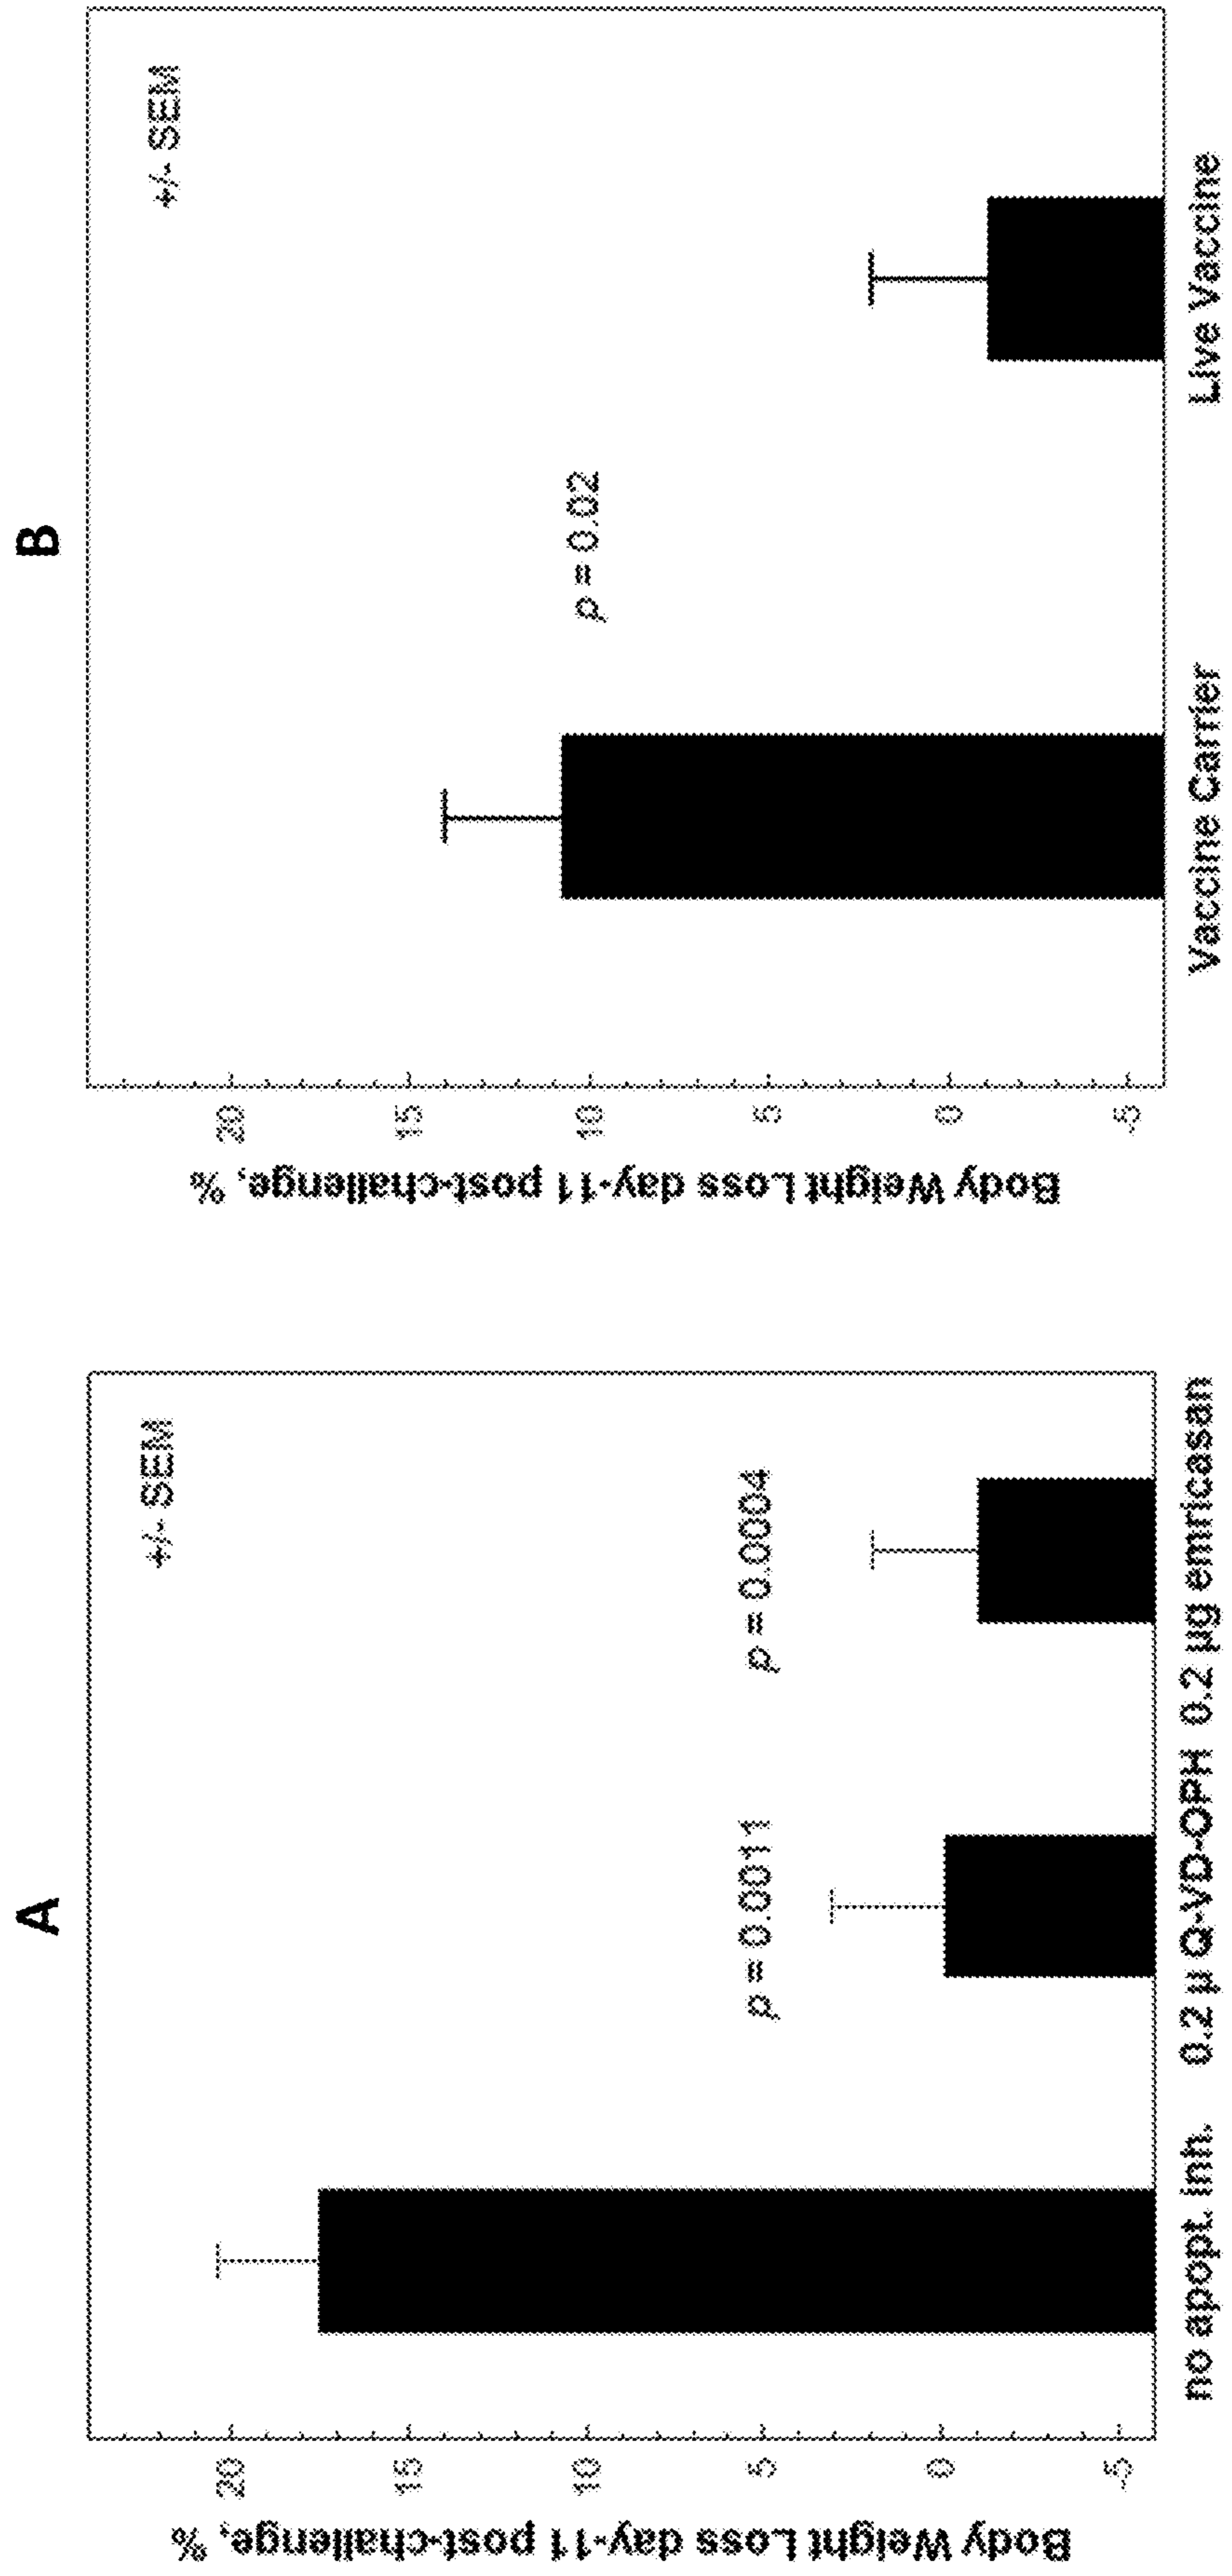 A
+/- SEM
Body Weight Loss day-11 post-challenge, %
20
15
10
5
0
-5
p = 0.0011
p = 0.0004
no apopt. inh.
0.2 µ Q-VD-OPH
0.2 µg emricasan
B
+/- SEM
Body Weight Loss day-11 post-challenge, %
20
15
10
5
0
-5
p = 0.02
Vaccine Carrier
Live Vaccine